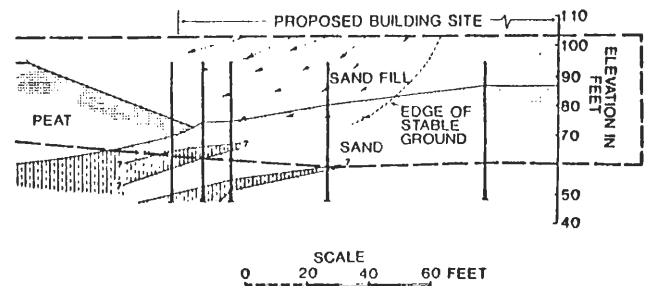 PROPOSED BUILDING SITE
110
100
90
80
70
60
50
40
ELEVATION IN
FEET
SAND FILL
PEAT
EDGE OF
STABLE
GROUND
SAND
?
?
?
?
?
SCALE
0 20 40 60 FEET